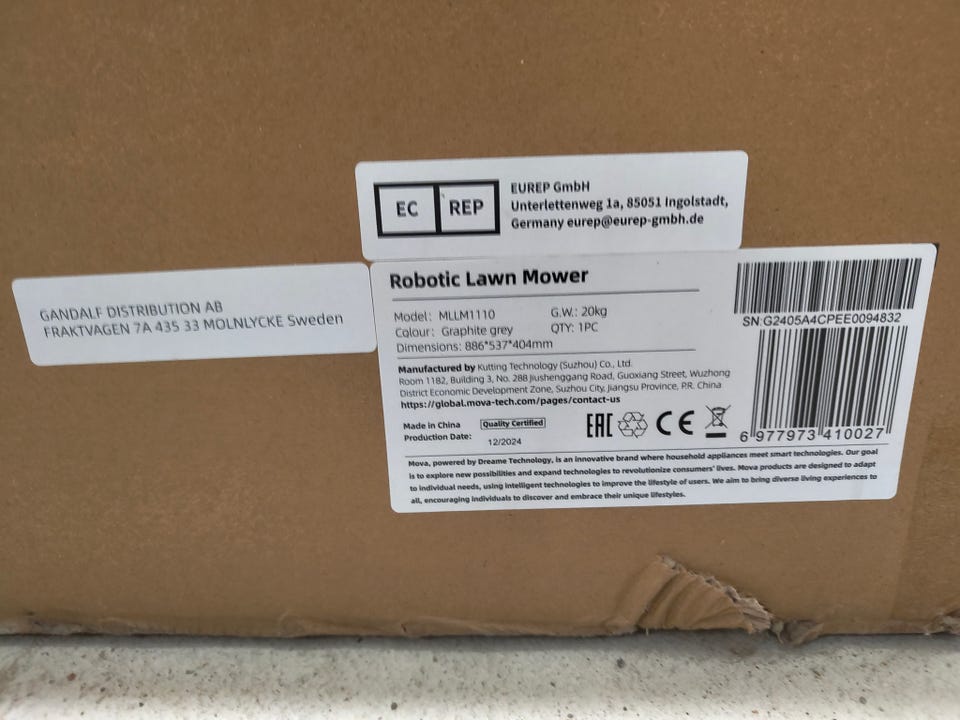 EC REP
EUREP GmbH
Unterlettenweg 1a, 85051 Ingolstadt,
Germany eurep@eurep-gmbh.de
GANDALF DISTRIBUTION AB
FRAKTVAGEN 7A 435 33 MOLNLYCKE Sweden
Robotic Lawn Mower
Model: MLLM1110 G.W.: 20kg
Colour: Graphite grey QTY: 1PC
Dimensions: 886*537*404mm
Manufactured by Kutting Technology (Suzhou) Co., Ltd.
Room 1182, Building 3, No. 288 Jiushenggang Road, Guoxiang Street, Wuzhong
District Economic Development Zone, Suzhou City, Jiangsu Province, P.R. China
https://global.mova-tech.com/pages/contact-us
Made in China Quality Certified
Production Date: 12/2024
EAC CE
SN:G2405A4CPEE0094832
6 977973 410027
Mova, powered by Dreame Technology, is an innovative brand where household appliances meet smart technologies. Our goal
is to explore new possibilities and expand technologies to revolutionize consumers' lives. Mova products are designed to adapt
to individual needs, using intelligent technologies to improve the lifestyle of users. We aim to bring diverse living experiences to
all, encouraging individuals to discover and embrace their unique lifestyles.